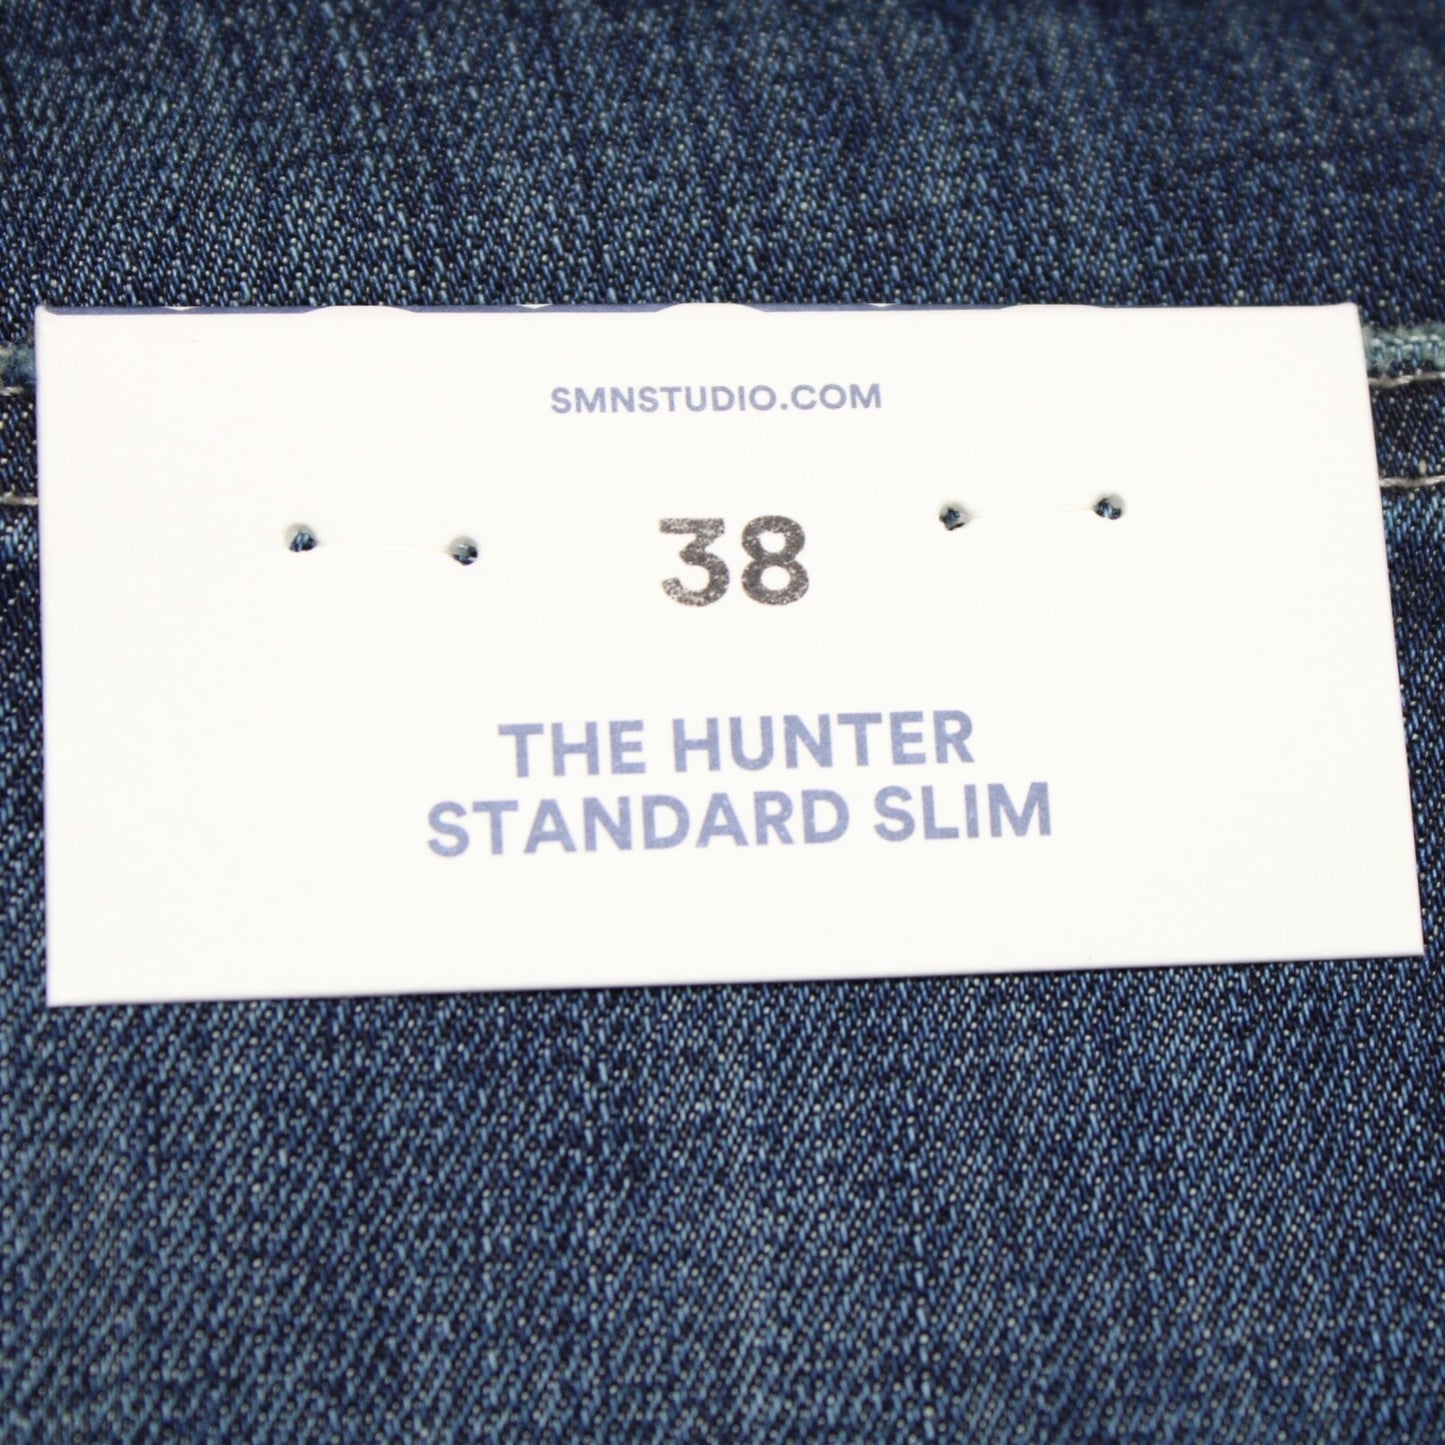 SMNSTUDIO.COM
38
THE HUNTER
STANDARD SLIM